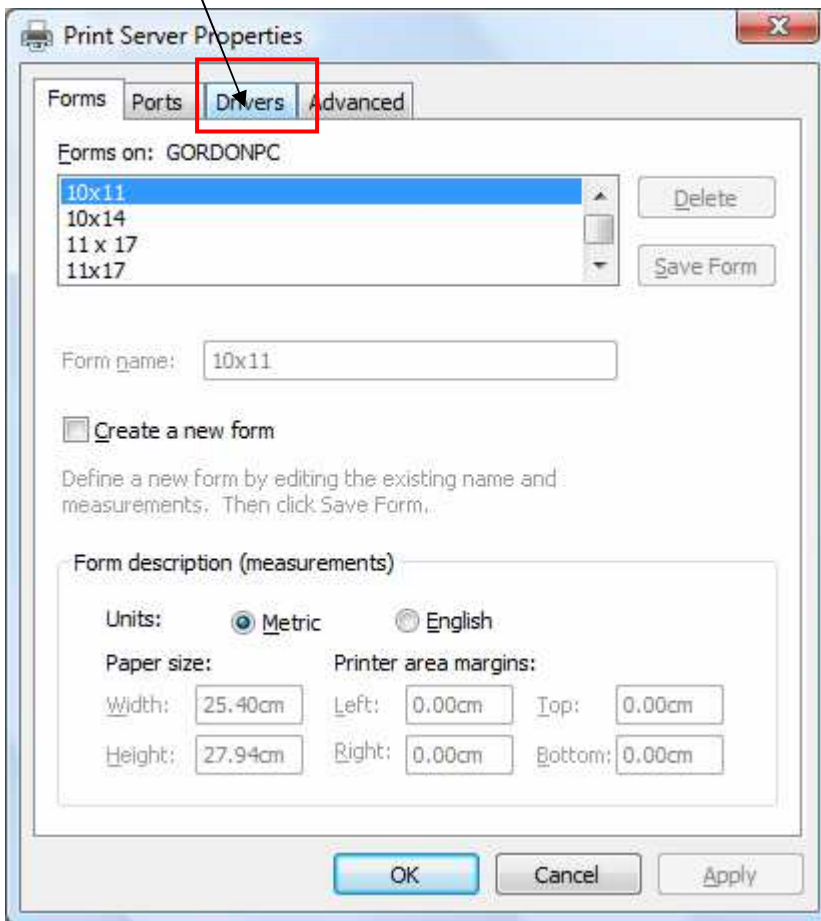 Print Server Properties
Forms Ports Drivers Advanced
Forms on: GORDONPC
10x11
10x14
11 x 17
11x17
Delete
Save Form
Form name: 10x11
Create a new form
Define a new form by editing the existing name and
measurements. Then click Save Form.
Form description (measurements)
Units: Metric English
Paper size: Printer area margins:
Width: 25.40cm Left: 0.00cm Top: 0.00cm
Height: 27.94cm Right: 0.00cm Bottom: 0.00cm
OK Cancel Apply